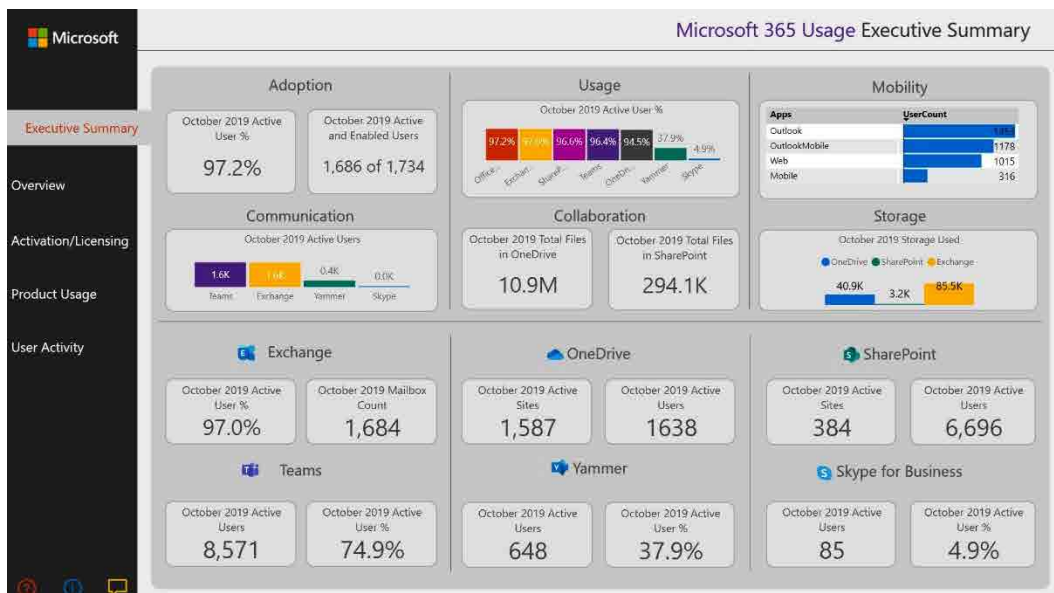 Microsoft
Microsoft 365 Usage Executive Summary
Executive Summary
Overview
Activation/Licensing
Product Usage
User Activity
Adoption
October 2019 Active
User %
97.2%
October 2019 Active
and Enabled Users
1,686 of 1,734
Usage
October 2019 Active User %
97.2% 96.6% 96.4% 94.5% 37.9% 4.9%
Office... Exchan... ShareP... Teams OneDri... Yammer Skype
Mobility
Apps UserCount
Outlook
OutlookMobile 1178
Web 1015
Mobile 316
Communication
October 2019 Active Users
1.6K 1.6K 0.4K 0.0K
Teams Exchange Yammer Skype
Collaboration
October 2019 Total Files
in OneDrive
10.9M
October 2019 Total Files
in SharePoint
294.1K
Storage
October 2019 Storage Used
OneDrive SharePoint Exchange
40.9K 3.2K 85.5K
Exchange
October 2019 Active
User %
97.0%
October 2019 Mailbox
Count
1,684
OneDrive
October 2019 Active
Sites
1,587
October 2019 Active
Users
1638
SharePoint
October 2019 Active
Sites
384
October 2019 Active
Users
6,696
Teams
October 2019 Active
Users
8,571
October 2019 Active
User %
74.9%
Yammer
October 2019 Active
Users
648
October 2019 Active
User %
37.9%
Skype for Business
October 2019 Active
Users
85
October 2019 Active
User %
4.9%